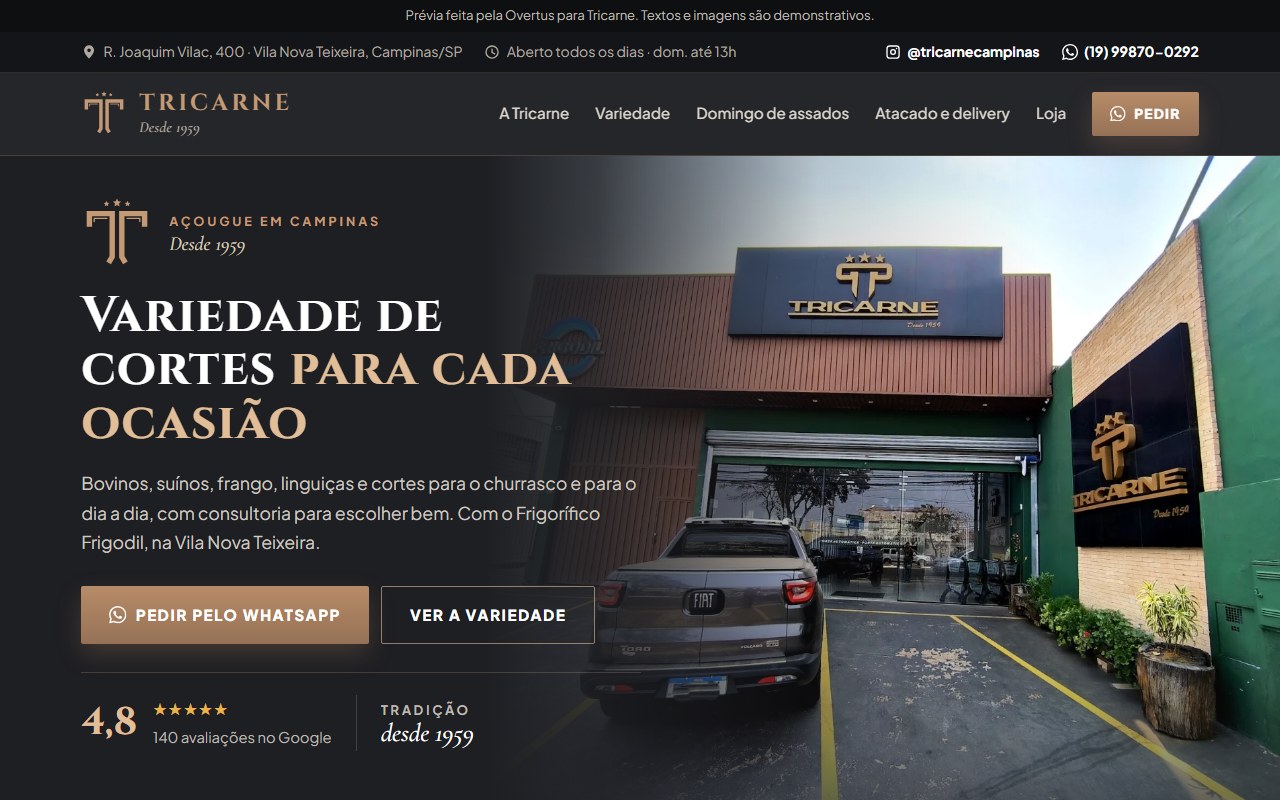 Prévia feita pela Overtus para Tricarne. Textos e imagens são demonstrativos.
R. Joaquim Vilac, 400 · Vila Nova Teixeira, Campinas/SP
Aberto todos os dias · dom. até 13h
@tricarnecampinas
(19) 99870-0292
TRICARNE
Desde 1959
A Tricarne
Variedade
Domingo de assados
Atacado e delivery
Loja
PEDIR
AÇOUGUE EM CAMPINAS
Desde 1959
VARIEDADE DE
CORTES PARA CADA
OCASIÃO
Bovinos, suínos, frango, linguiças e cortes para o churrasco e para o
dia a dia, com consultoria para escolher bem. Com o Frigorífico
Frigodil, na Vila Nova Teixeira.
PEDIR PELO WHATSAPP
VER A VARIEDADE
4,8
★★★★★
140 avaliações no Google
TRADIÇÃO
desde 1959
TRICARNE
Desde 1959
TRICARNE
Desde 1959
FIAT
TORO